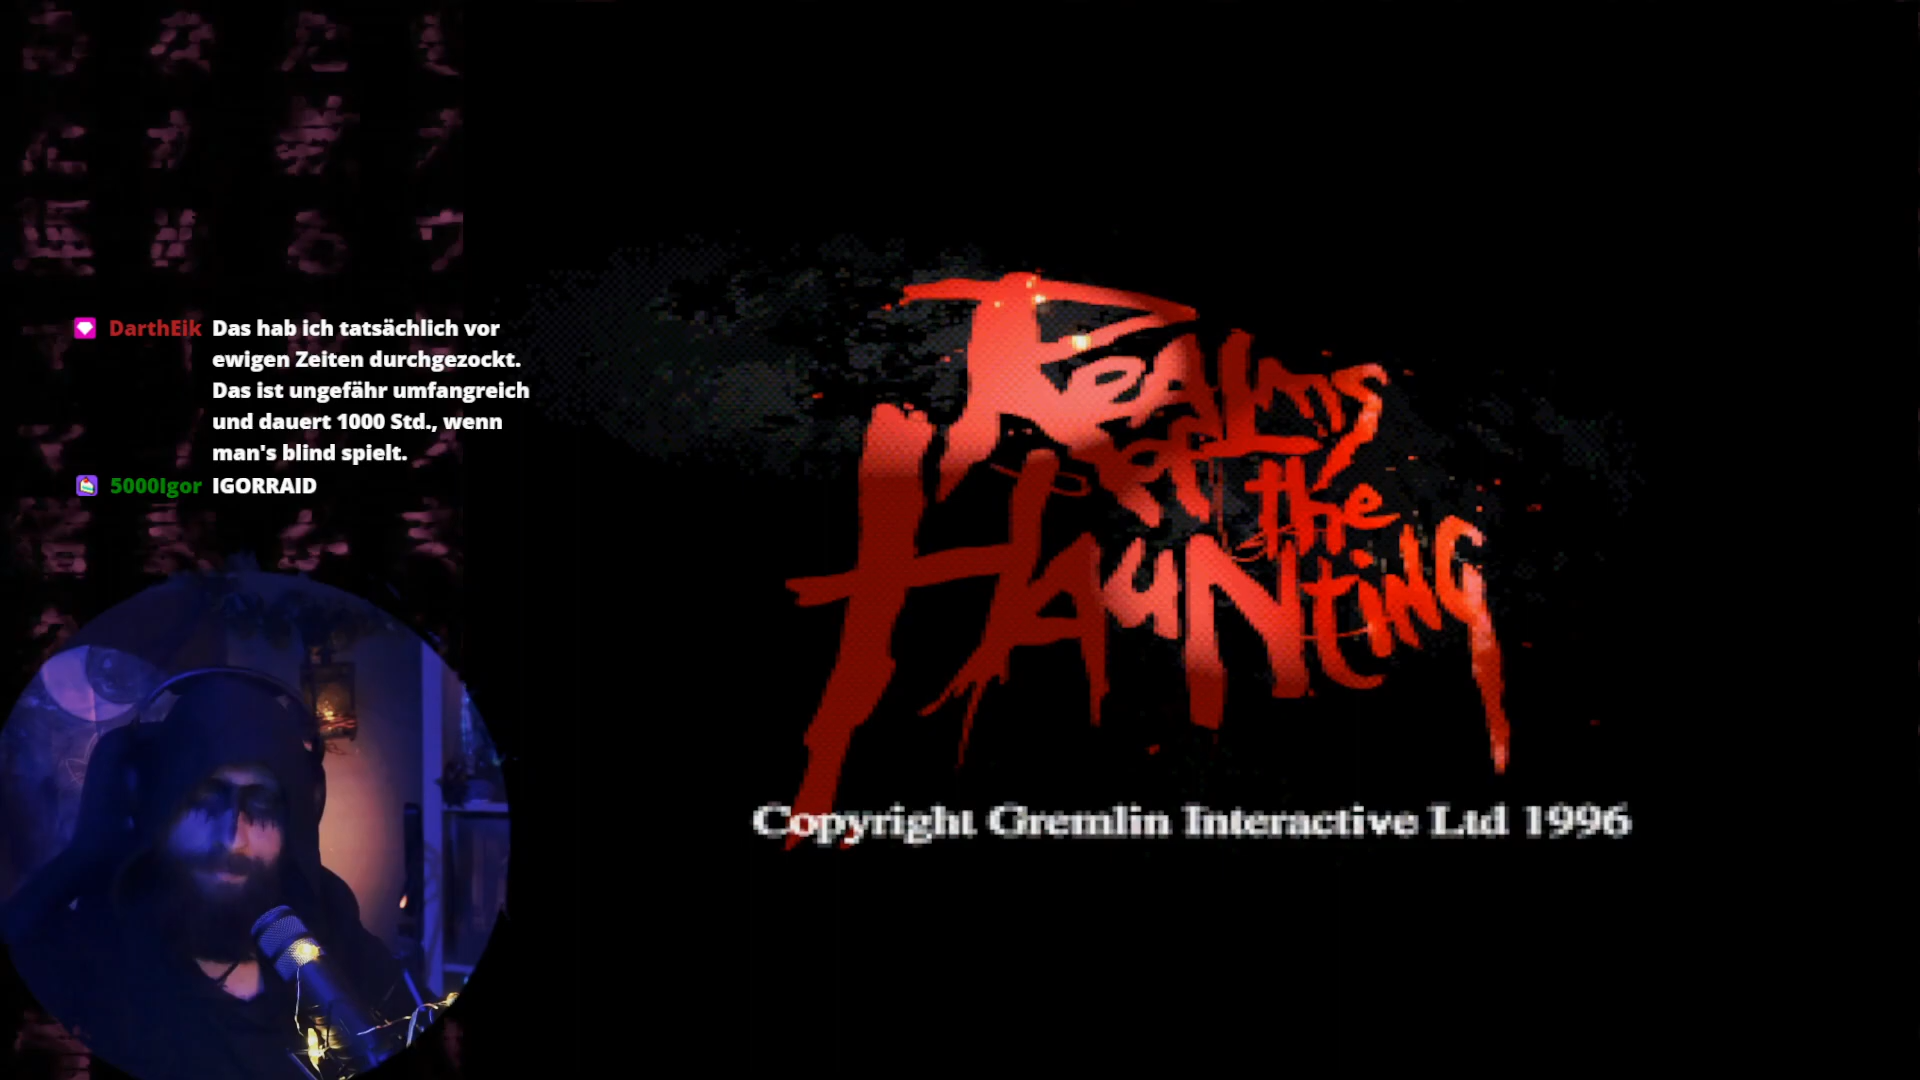 DarthEik Das hab ich tatsächlich vor
ewigen Zeiten durchgezockt.
Das ist ungefähr umfangreich
und dauert 1000 Std., wenn
man's blind spielt.
5000Igor IGORRAID
Realms
of
the
Haunting
Copyright Gremlin Interactive Ltd 1996